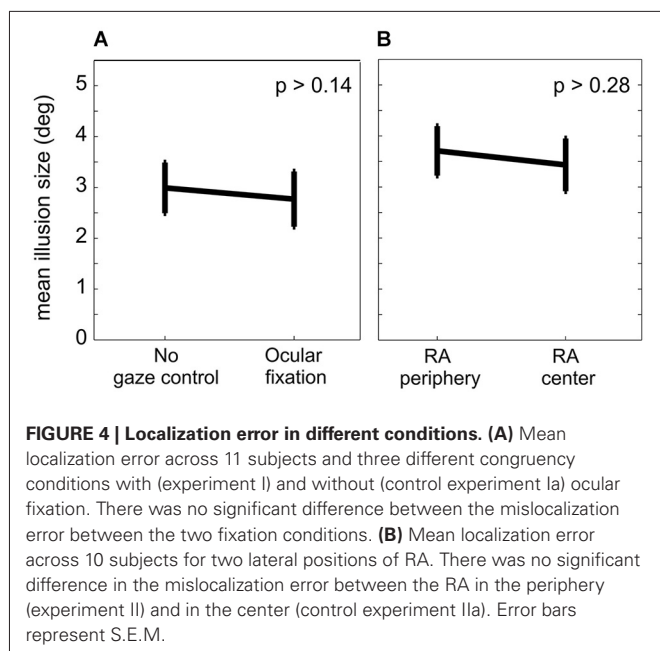 A
B
p > 0.14
p > 0.28
mean illusion size (deg)
5
4
3
2
1
0
No
gaze control
Ocular
fixation
RA
periphery
RA
center
FIGURE 4 | Localization error in different conditions. (A) Mean
localization error across 11 subjects and three different congruency
conditions with (experiment I) and without (control experiment Ia) ocular
fixation. There was no significant difference between the mislocalization
error between the two fixation conditions. (B) Mean localization error
across 10 subjects for two lateral positions of RA. There was no significant
difference in the mislocalization error between the RA in the periphery
(experiment II) and in the center (control experiment IIa). Error bars
represent S.E.M.